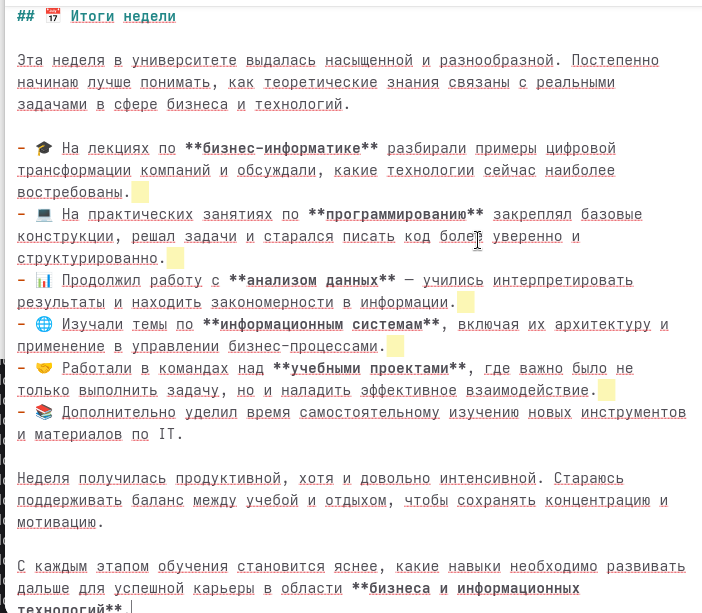 ## 📅 Итоги недели
Эта неделя в университете выдалась насыщенной и разнообразной. Постепенно
начинаю лучше понимать, как теоретические знания связаны с реальными
задачами в сфере бизнеса и технологий.
- 🎓 На лекциях по **бизнес-информатике** разбирали примеры цифровой
трансформации компаний и обсуждали, какие технологии сейчас наиболее
востребованы.
- 💻 На практических занятиях по **программированию** закреплял базовые
конструкции, решал задачи и старался писать код более уверенно и
структурированно.
- 📊 Продолжил работу с **анализом данных** — учились интерпретировать
результаты и находить закономерности в информации.
- 🌐 Изучали темы по **информационным системам**, включая их архитектуру и
применение в управлении бизнес-процессами.
- 🤝 Работали в командах над **учебными проектами**, где важно было не
только выполнить задачу, но и наладить эффективное взаимодействие.
- 📚 Дополнительно уделил время самостоятельному изучению новых инструментов
и материалов по IT.
Неделя получилась продуктивной, хотя и довольно интенсивной. Стараюсь
поддерживать баланс между учебой и отдыхом, чтобы сохранять концентрацию и
мотивацию.
С каждым этапом обучения становится яснее, какие навыки необходимо развивать
дальше для успешной карьеры в области **бизнеса и информационных
технологий**.